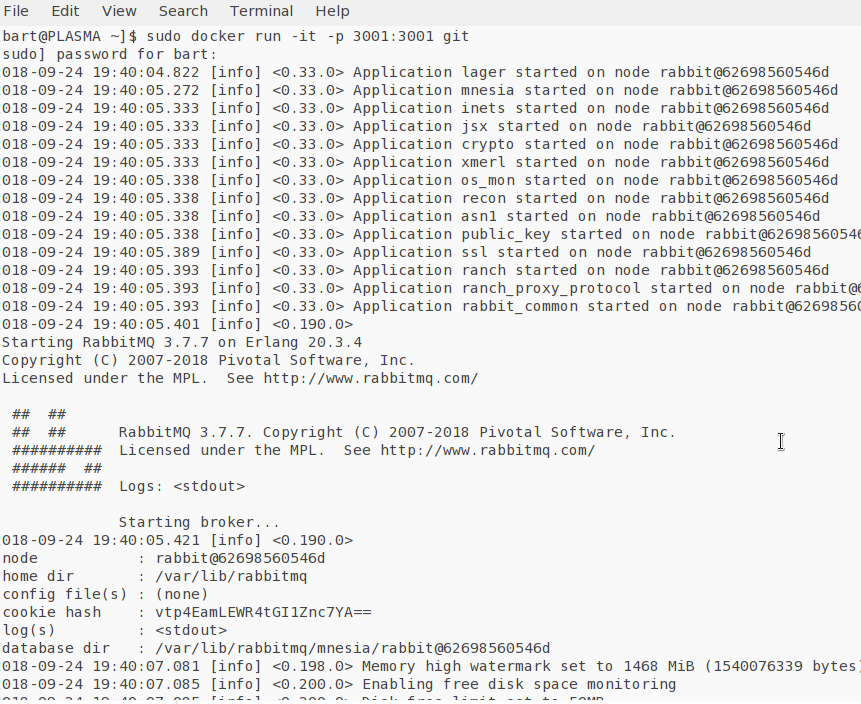 File Edit View Search Terminal Help
bart@PLASMA ~]$ sudo docker run -it -p 3001:3001 git
sudo] password for bart:
018-09-24 19:40:04.822 [info] <0.33.0> Application lager started on node rabbit@62698560546d
018-09-24 19:40:05.272 [info] <0.33.0> Application mnesia started on node rabbit@62698560546d
018-09-24 19:40:05.333 [info] <0.33.0> Application inets started on node rabbit@62698560546d
018-09-24 19:40:05.333 [info] <0.33.0> Application jsx started on node rabbit@62698560546d
018-09-24 19:40:05.333 [info] <0.33.0> Application crypto started on node rabbit@62698560546d
018-09-24 19:40:05.333 [info] <0.33.0> Application xmerl started on node rabbit@62698560546d
018-09-24 19:40:05.338 [info] <0.33.0> Application os_mon started on node rabbit@62698560546d
018-09-24 19:40:05.338 [info] <0.33.0> Application recon started on node rabbit@62698560546d
018-09-24 19:40:05.338 [info] <0.33.0> Application asn1 started on node rabbit@62698560546d
018-09-24 19:40:05.338 [info] <0.33.0> Application public_key started on node rabbit@6269856054
018-09-24 19:40:05.389 [info] <0.33.0> Application ssl started on node rabbit@62698560546d
018-09-24 19:40:05.393 [info] <0.33.0> Application ranch started on node rabbit@62698560546d
018-09-24 19:40:05.393 [info] <0.33.0> Application ranch_proxy_protocol started on node rabbit@
018-09-24 19:40:05.393 [info] <0.33.0> Application rabbit_common started on node rabbit@6269856
018-09-24 19:40:05.401 [info] <0.190.0>
Starting RabbitMQ 3.7.7 on Erlang 20.3.4
Copyright (C) 2007-2018 Pivotal Software, Inc.
Licensed under the MPL.  See http://www.rabbitmq.com/
##  ##
##  ##      RabbitMQ 3.7.7. Copyright (C) 2007-2018 Pivotal Software, Inc.
##########  Licensed under the MPL.  See http://www.rabbitmq.com/
######  ##
##########  Logs: <stdout>
Starting broker...
018-09-24 19:40:05.421 [info] <0.190.0>
node           : rabbit@62698560546d
home dir       : /var/lib/rabbitmq
config file(s) : (none)
cookie hash    : vtp4EamLEWR4tGI1Znc7YA==
log(s)         : <stdout>
database dir   : /var/lib/rabbitmq/mnesia/rabbit@62698560546d
018-09-24 19:40:07.081 [info] <0.198.0> Memory high watermark set to 1468 MiB (1540076339 bytes)
018-09-24 19:40:07.085 [info] <0.200.0> Enabling free disk space monitoring